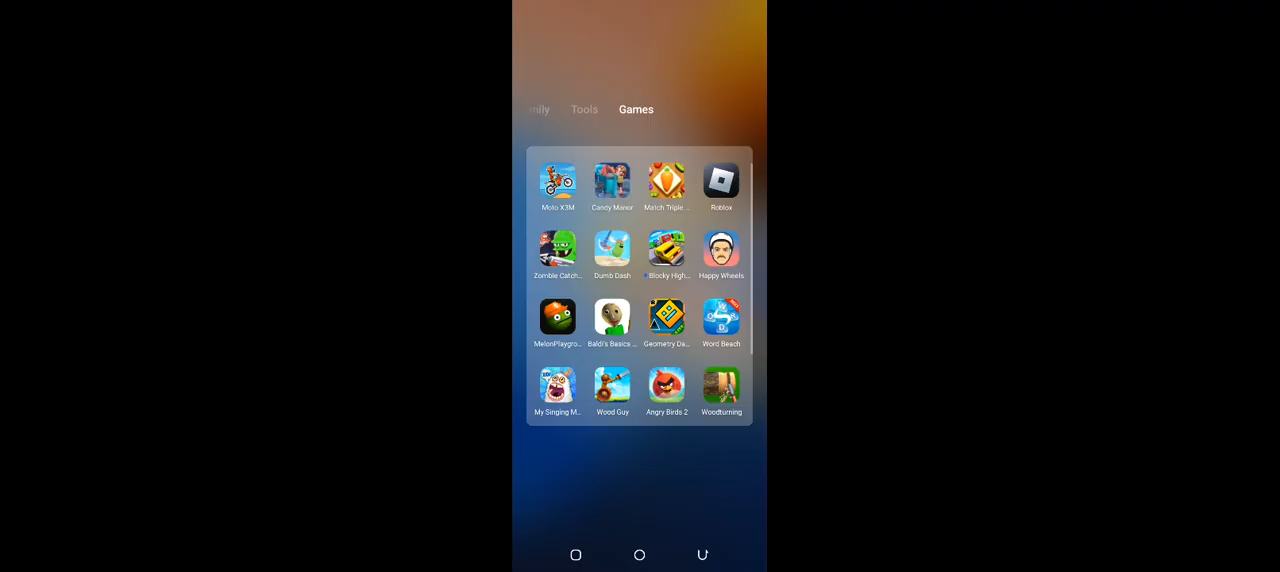 mily Tools Games
Moto X3M Candy Manor Match Triple ... Roblox
Zombie Catch... Dumb Dash Blocky High... Happy Wheels
MelonPlaygro... Baldi's Basics ... Geometry Da... Word Beach
My Singing M... Wood Guy Angry Birds 2 Woodturning